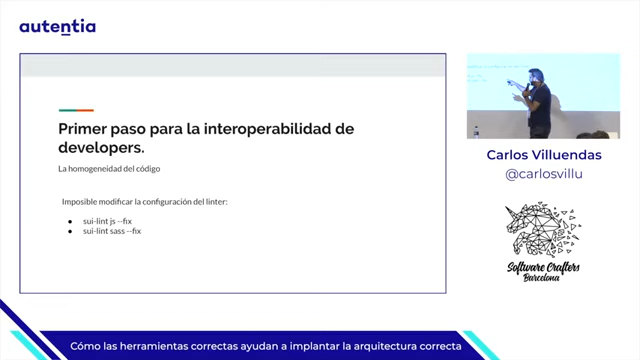 autentia
Primer paso para la interoperabilidad de
developers.
La homogeneidad del código
Imposible modificar la configuración del linter:
● sui-lint js --fix
● sui-lint sass --fix
Carlos Villuendas
@carlosvillu
Software Crafters
Barcelona
Cómo las herramientas correctas ayudan a implantar la arquitectura correcta